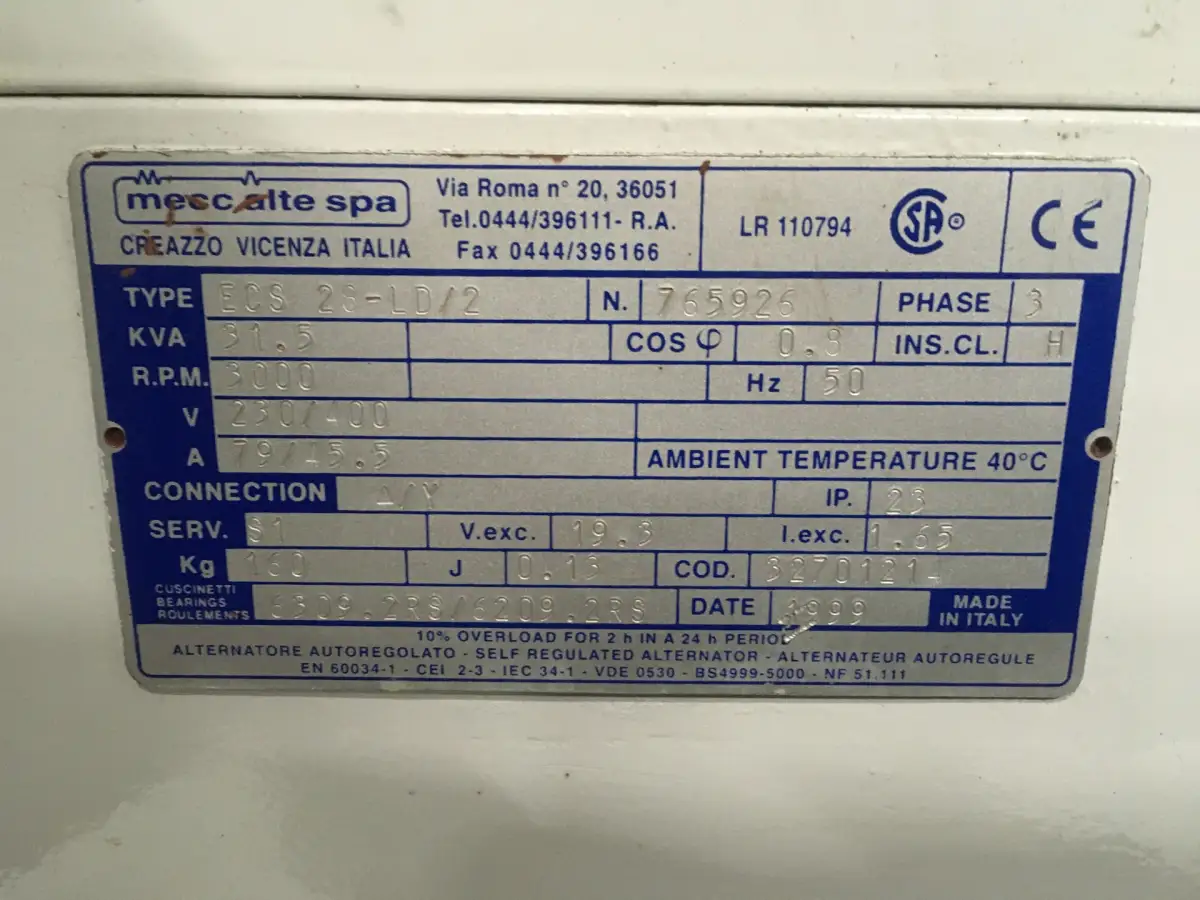 mecc alte spa
CREAZZO VICENZA ITALIA
Via Roma n° 20, 36051
Tel.0444/396111- R.A.
Fax 0444/396166
LR 110794
CE
TYPE ECS 28-LD/2 N. 765926 PHASE 3
KVA 31.5 COS φ 0.8 INS.CL. H
R.P.M. 3000 Hz 50
V 230/400
A 79/45.5 AMBIENT TEMPERATURE 40°C
CONNECTION Δ/Y IP. 23
SERV. S1 V.exc. 19.3 I.exc. 1.65
Kg 160 J 0.13 COD. 32701214
CUSCINETTI
BEARINGS
ROULEMENTS
6309.2RS/6209.2RS DATE 1999
MADE
IN ITALY
10% OVERLOAD FOR 2 h IN A 24 h PERIOD
ALTERNATORE AUTOREGOLATO - SELF REGULATED ALTERNATOR - ALTERNATEUR AUTOREGULE
EN 60034-1 - CEI 2-3 - IEC 34-1 - VDE 0530 - BS4999-5000 - NF 51.111